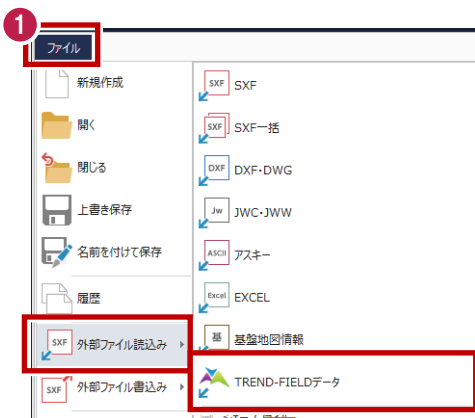 1
ファイル
新規作成
開く
閉じる
上書き保存
名前を付けて保存
履歴
SXF 外部ファイル読込み
SXF 外部ファイル書込み
SXF SXF
SXF SXF一括
DXF DXF・DWG
Jw JWC・JWW
ASCII アスキー
Excel EXCEL
基 基盤地図情報
TREND-FIELDデータ